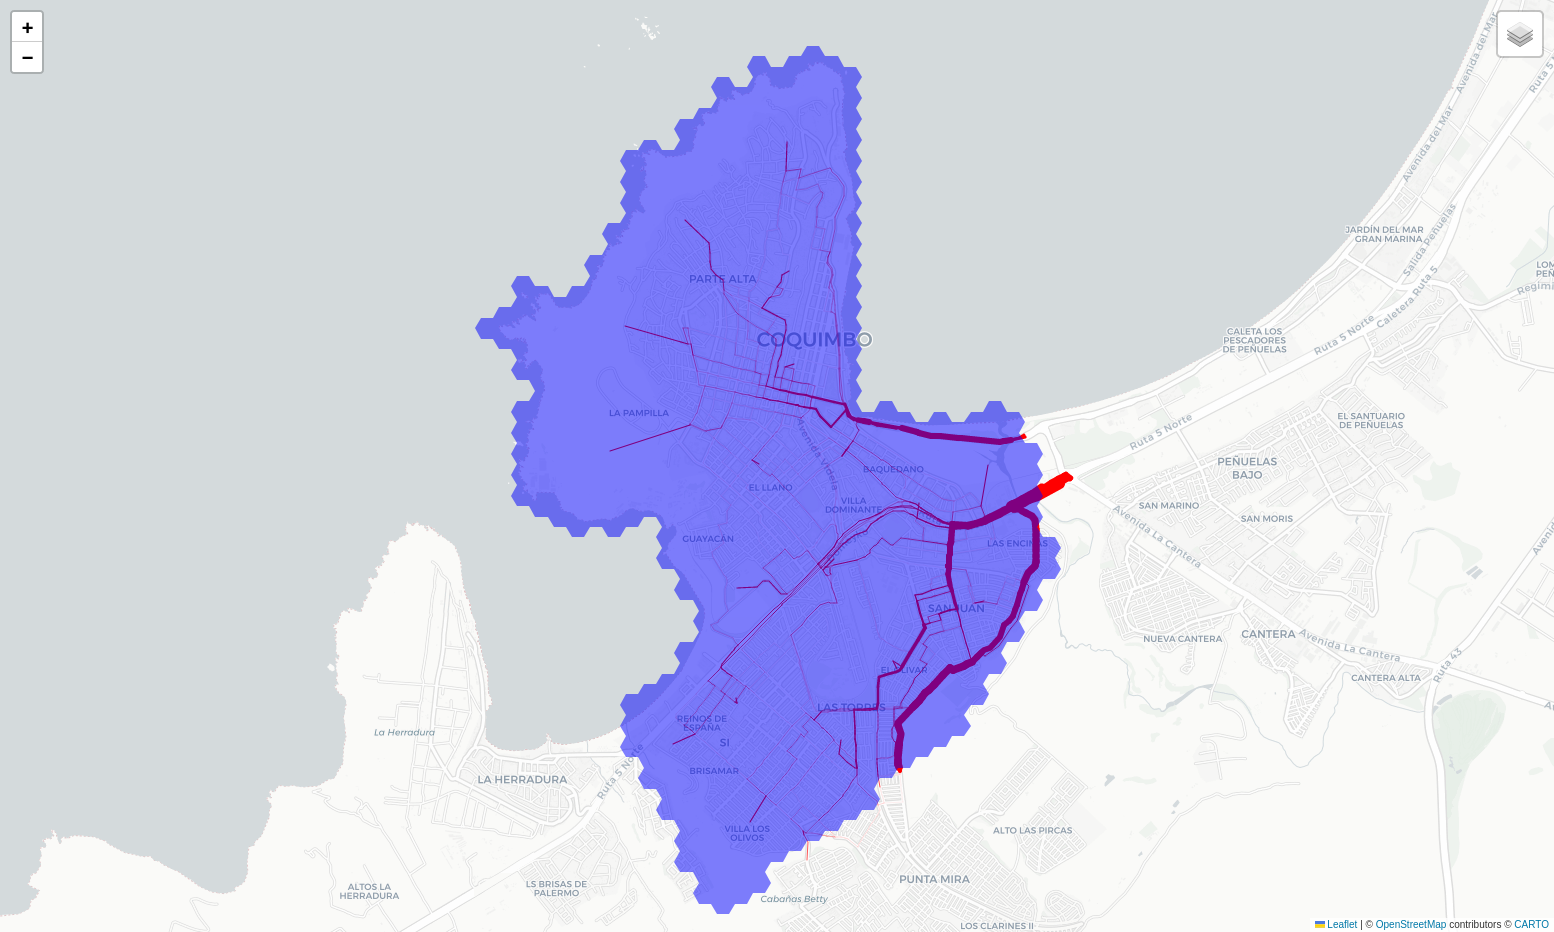 +
−
Avenida del Mar
Ruta 5 N
Avenida del Mar
JARDÍN DEL MAR
GRAN MARINA
Salida Peñuelas
LOM
PEÑ
Regimi
Caletera Ruta 5
PARTE ALTA
COQUIMBO
CALETA LOS
PESCADORES
DE PEÑUELAS
Ruta 5 Norte
LA PAMPILLA
Avenida Videla
Ruta 5 Norte
EL SANTUARIO
DE PEÑUELAS
BAQUEDANO
PEÑUELAS
BAJO
EL LLANO
VILLA
DOMINANTE
SAN MARINO
SAN MORIS
Avenida La Cantera
GUAYACÁN
LAS ENCINAS
SAN JUAN
NUEVA CANTERA
CANTERA
Avenida La Cantera
Ruta 43
EL OLIVAR
CANTERA ALTA
LAS TORRES
REINOS DE
ESPAÑA
SI
La Herradura
BRISAMAR
LA HERRADURA
Ruta 5 Norte
VILLA LOS
OLIVOS
ALTO LAS PIRCAS
PUNTA MIRA
ALTOS LA
HERRADURA
LS BRISAS DE
PALERMO
Cabañas Betty
LOS CLARINES II
Leaflet | © OpenStreetMap contributors © CARTO